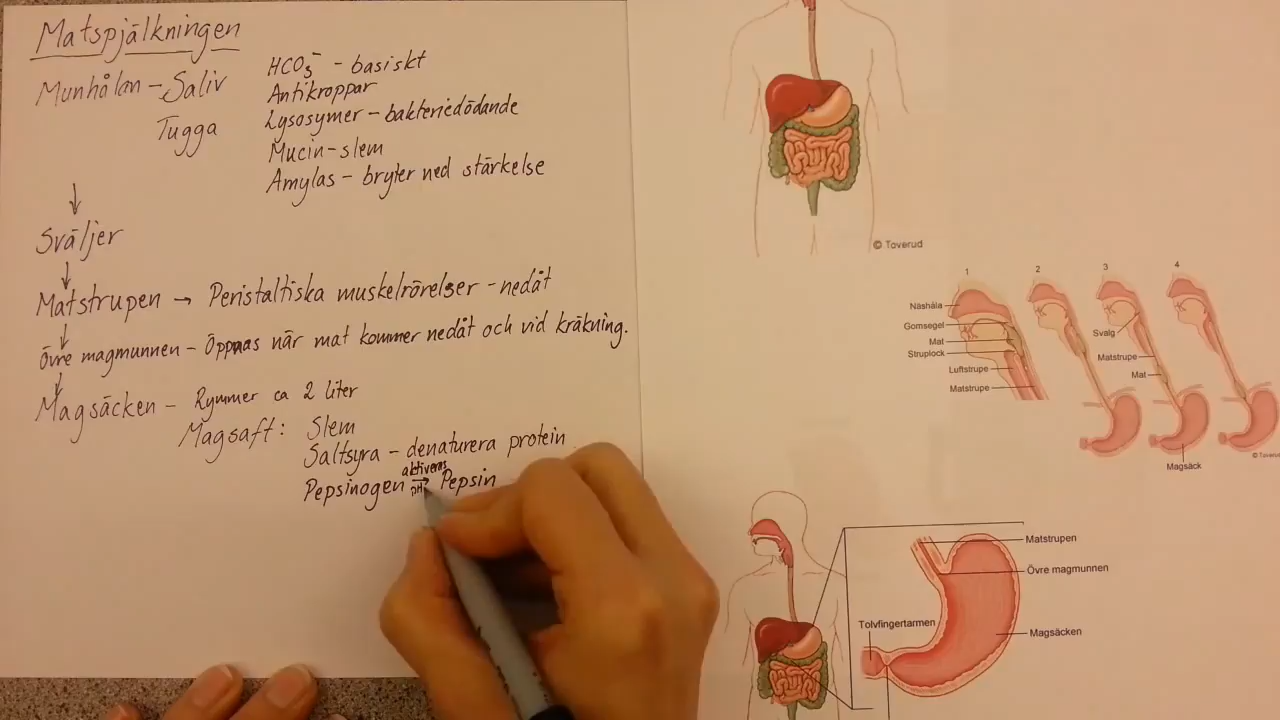 Matspjälkningen
Munhålan - Saliv
Tugga
HCO3⁻ - basiskt
Antikroppar
Lysosymer - bakteriedödande
Mucin - slem
Amylas - bryter ned stärkelse
↓
Sväljer
↓
Matstrupen → Peristaltiska muskelrörelser - nedåt
↓
Övre magmunnen - Öppnas när mat kommer nedåt och vid kräkning.
↓
Magsäcken - Rymmer ca 2 liter
Magsaft: Slem
Saltsyra - denaturera protein
aktiveras
Pepsinogen → Pepsin
pH
© Toverud
1 2 3 4
Näshåla
Gomsegel
Mat
Struplock
Luftstrupe
Matstrupe
Svalg
Matstrupe
Mat
Magsäck
Matstrupen
Övre magmunnen
Tolvfingertarmen
Magsäcken